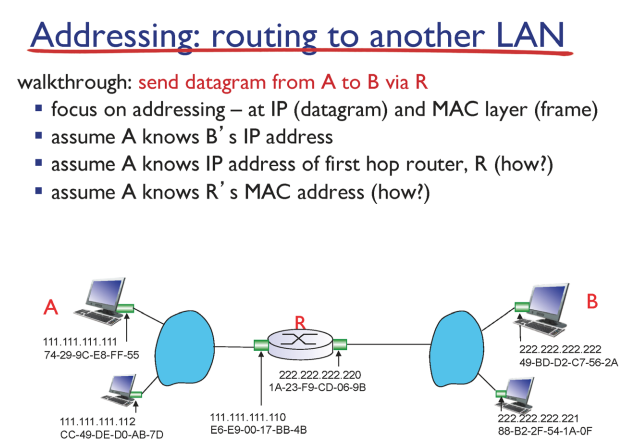 Addressing: routing to another LAN
walkthrough: send datagram from A to B via R
▪ focus on addressing – at IP (datagram) and MAC layer (frame)
▪ assume A knows B's IP address
▪ assume A knows IP address of first hop router, R (how?)
▪ assume A knows R's MAC address (how?)
A
R
B
111.111.111.111
74-29-9C-E8-FF-55
222.222.222.222
49-BD-D2-C7-56-2A
222.222.222.220
1A-23-F9-CD-06-9B
111.111.111.112
CC-49-DE-D0-AB-7D
111.111.111.110
E6-E9-00-17-BB-4B
222.222.222.221
88-B2-2F-54-1A-0F